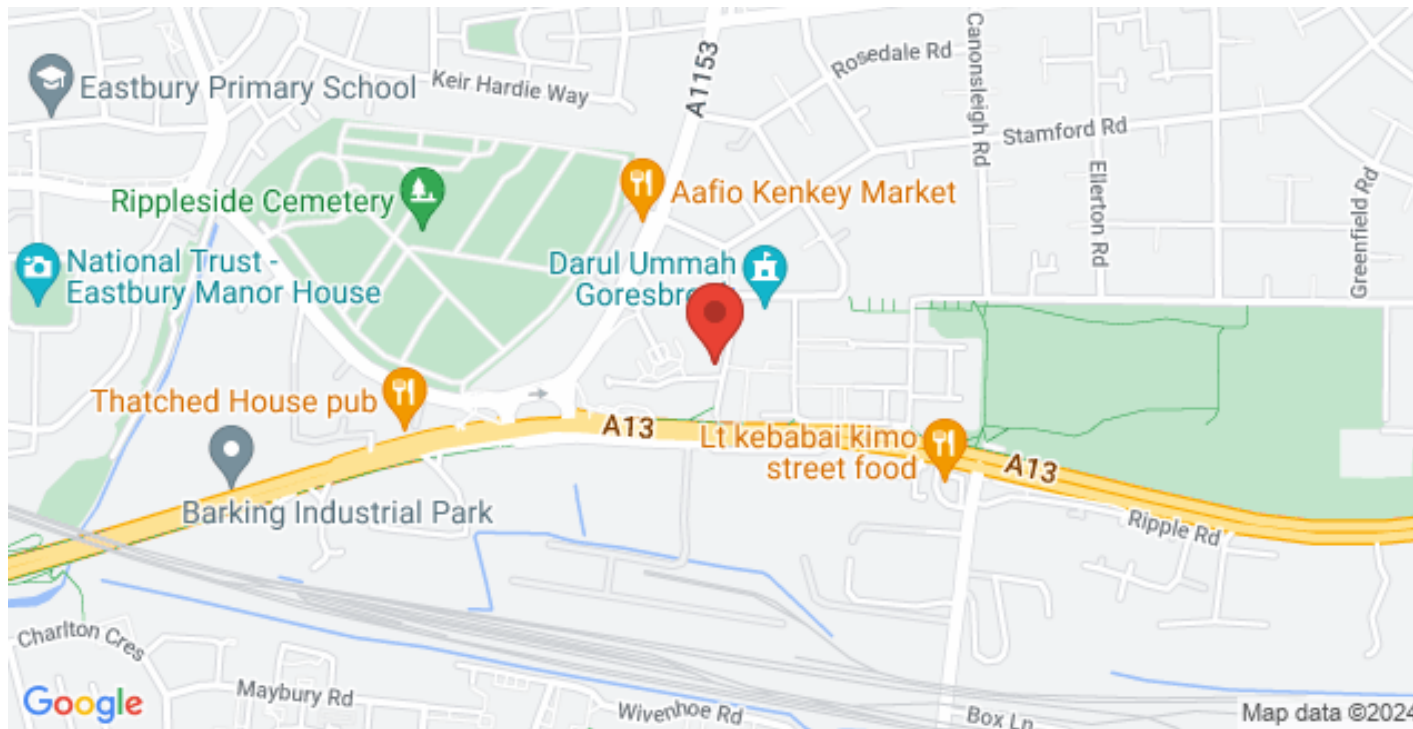 Eastbury Primary School
Keir Hardie Way
A1153
Rosedale Rd
Canonsleigh Rd
Stamford Rd
Ellerton Rd
Greenfield Rd
Rippleside Cemetery
Aafio Kenkey Market
National Trust -
Eastbury Manor House
Darul Ummah
Thatched House pub
A13
Lt kebabai kimo
street food
A13
Barking Industrial Park
Ripple Rd
Charlton Cres
Maybury Rd
Wivenhoe Rd
Box Ln
Google
Map data ©2024